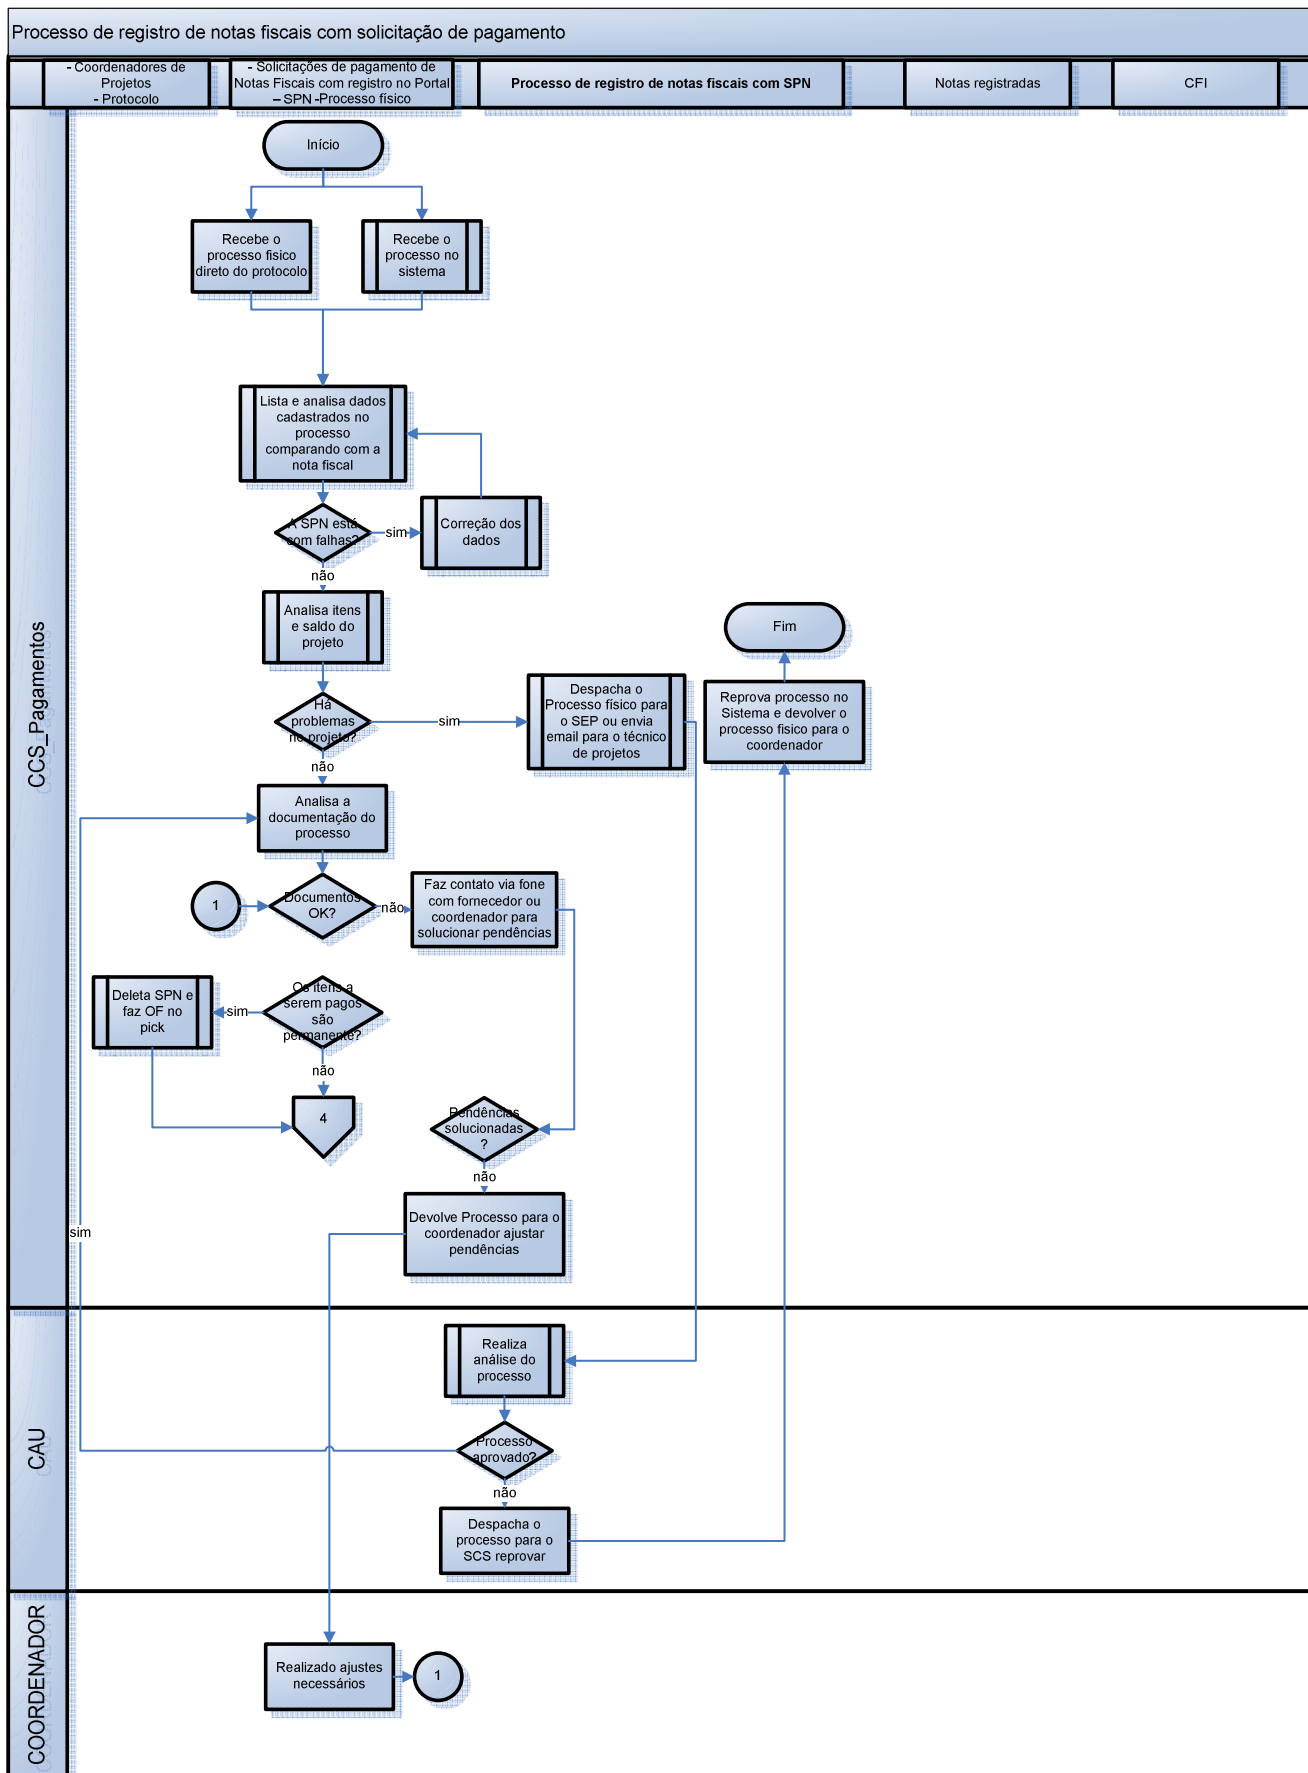 Processo de registro de notas fiscais com solicitação de pagamento
- Coordenadores de
Projetos
- Protocolo
- Solicitações de pagamento de
Notas Fiscais com registro no Portal
– SPN -Processo físico
Processo de registro de notas fiscais com SPN
Notas registradas
CFI
CCS_Pagamentos
Início
Recebe o
processo fisico
direto do protocolo
Recebe o
processo no
sistema
Lista e analisa dados
cadastrados no
processo
comparando com a
nota fiscal
A SPN está
com falhas?
sim
Correção dos
dados
não
Analisa itens
e saldo do
projeto
Fim
Há
problemas
no projeto?
sim
Despacha o
Processo físico para
o SEP ou envia
email para o técnico
de projetos
Reprova processo no
Sistema e devolver o
processo fisico para o
coordenador
não
Analisa a
documentação do
processo
1
Documentos
OK?
não
Faz contato via fone
com fornecedor ou
coordenador para
solucionar pendências
Deleta SPN e
faz OF no
pick
sim
Os itens a
serem pagos
são
permanente?
não
4
Pendências
solucionadas
?
não
Devolve Processo para o
coordenador ajustar
pendências
sim
CAU
Realiza
análise do
processo
Processo
aprovado?
não
Despacha o
processo para o
SCS reprovar
COORDENADOR
Realizado ajustes
necessários
1